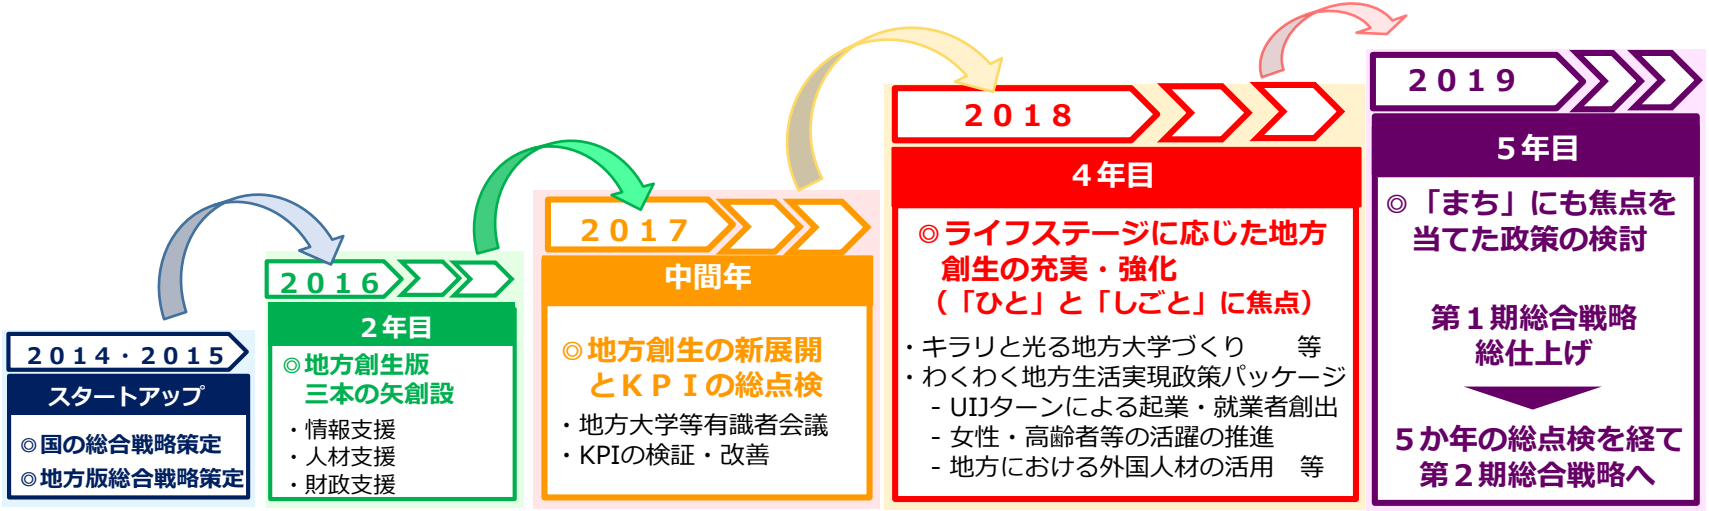 ２０１４・２０１５
スタートアップ
◎国の総合戦略策定
◎地方版総合戦略策定
２０１６
２年目
◎地方創生版
三本の矢創設
・情報支援
・人材支援
・財政支援
２０１７
中間年
◎地方創生の新展開
とＫＰＩの総点検
・地方大学等有識者会議
・KPIの検証・改善
２０１８
４年目
◎ライフステージに応じた地方
創生の充実・強化
（「ひと」と「しごと」に焦点）
・キラリと光る地方大学づくり　　等
・わくわく地方生活実現政策パッケージ
- UIJターンによる起業・就業者創出
- 女性・高齢者等の活躍の推進
- 地方における外国人材の活用　等
２０１９
５年目
◎「まち」にも焦点を
当てた政策の検討
第１期総合戦略
総仕上げ
５か年の総点検を経て
第２期総合戦略へ